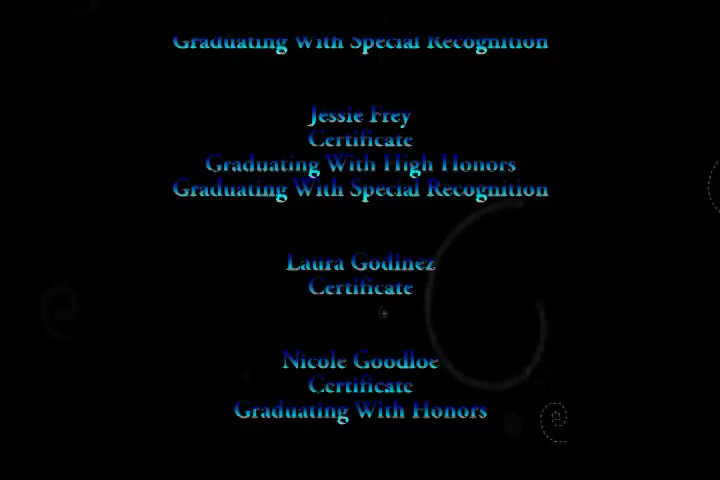 Graduating With Special Recognition
Jessie Frey
Certificate
Graduating With High Honors
Graduating With Special Recognition
Laura Godinez
Certificate
Nicole Goodloe
Certificate
Graduating With Honors